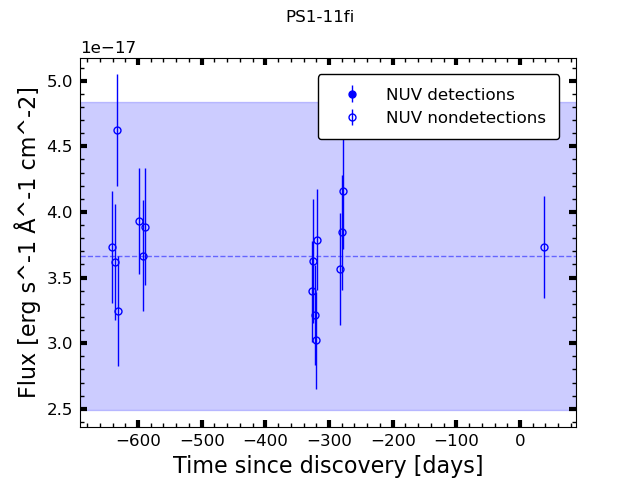 PS1-11fi
1e−17
NUV detections
NUV nondetections
5.0
4.5
4.0
3.5
3.0
2.5
Flux [erg s^-1 Å^-1 cm^-2]
−600 −500 −400 −300 −200 −100 0
Time since discovery [days]